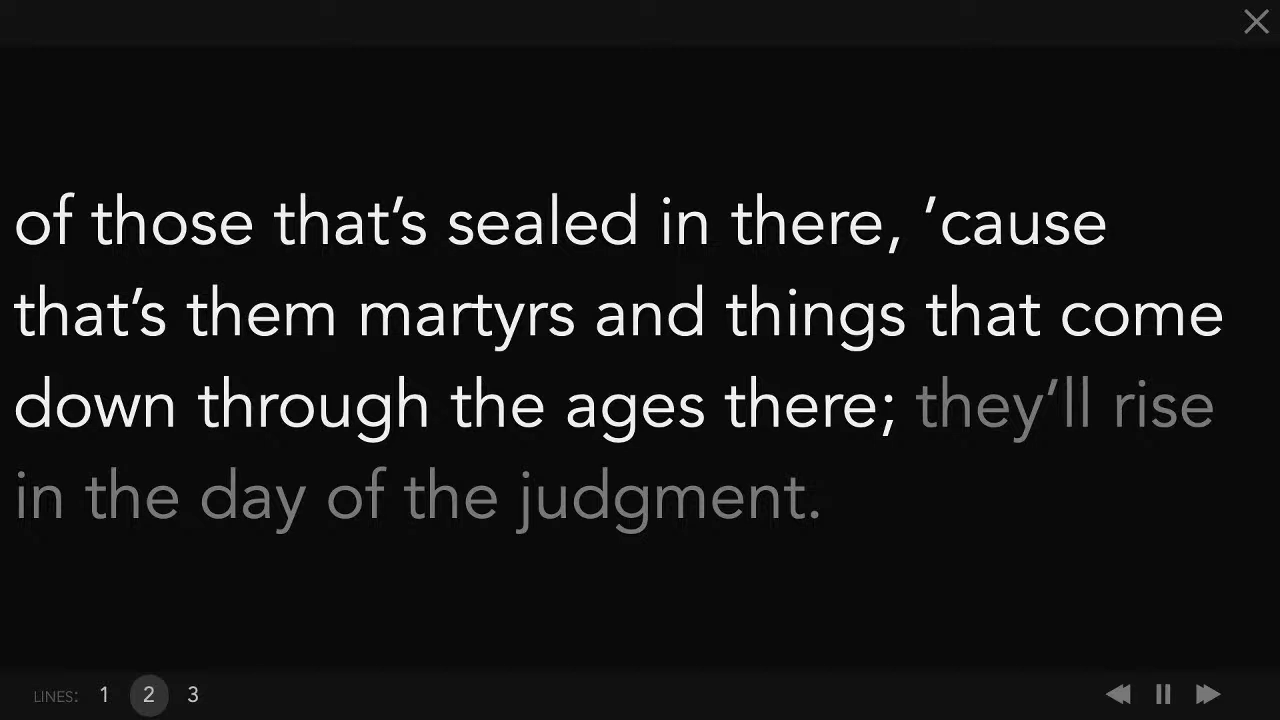 of those that’s sealed in there, ’cause
that’s them martyrs and things that come
down through the ages there; they’ll rise
in the day of the judgment.
LINES: 1 2 3